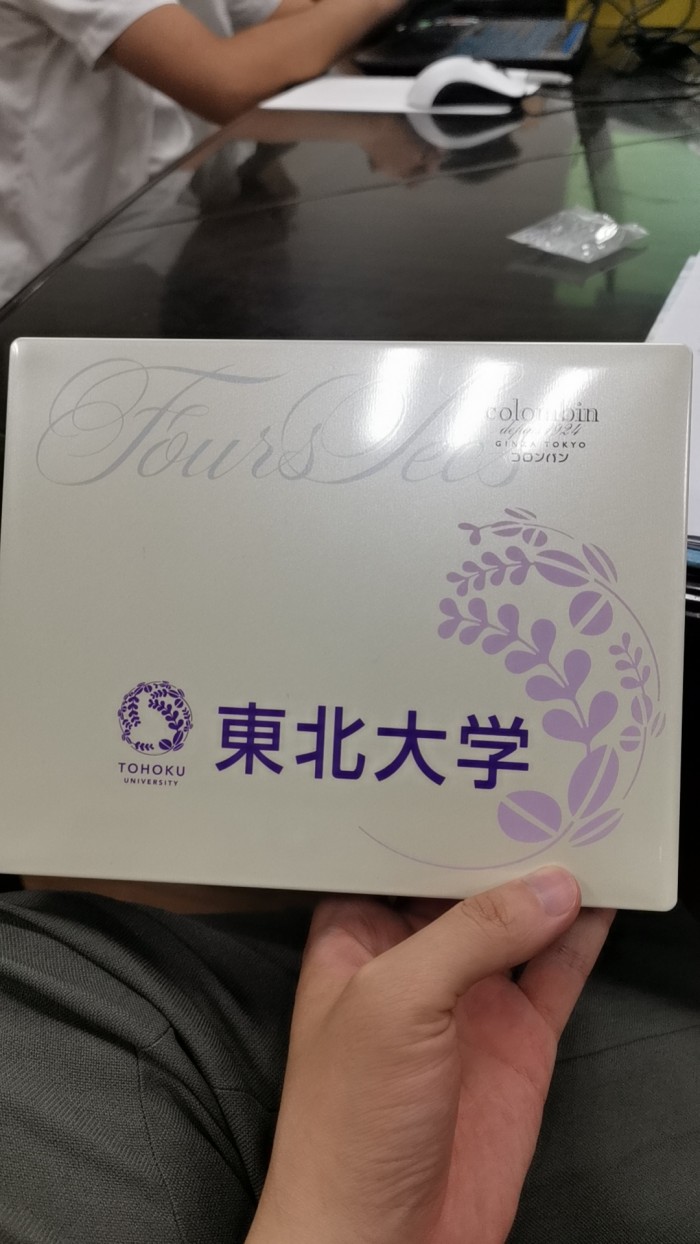 Fours Secs
colombin
depuis 1924
GINZA TOKYO
コロンバン
東北大学
TOHOKU
UNIVERSITY